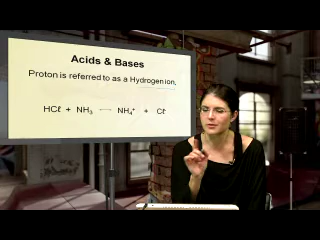 Acids & Bases
Proton is referred to as a Hydrogen ion.
HCℓ + NH₃ ⟶ NH₄⁺ + Cℓ⁻